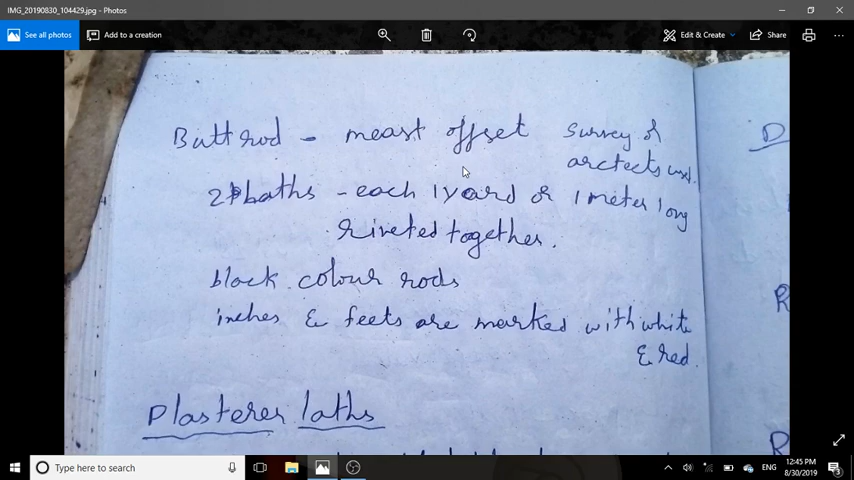 IMG_20190830_104429.jpg - Photos
See all photos
Add to a creation
Edit & Create
Share
Butt rod - meast offset survey of
arctects use.
2 laths - each 1 yard or 1 meter long
riveted together.
black colour rods
inches & feets are marked with white
& red.
Plasterer laths
D
R
R
Type here to search
ENG
12:45 PM
8/30/2019
3